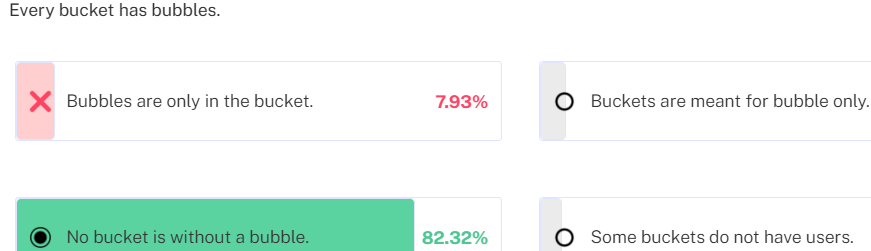 Every bucket has bubbles.
Bubbles are only in the bucket. 7.93%
Buckets are meant for bubble only.
No bucket is without a bubble. 82.32%
Some buckets do not have users.